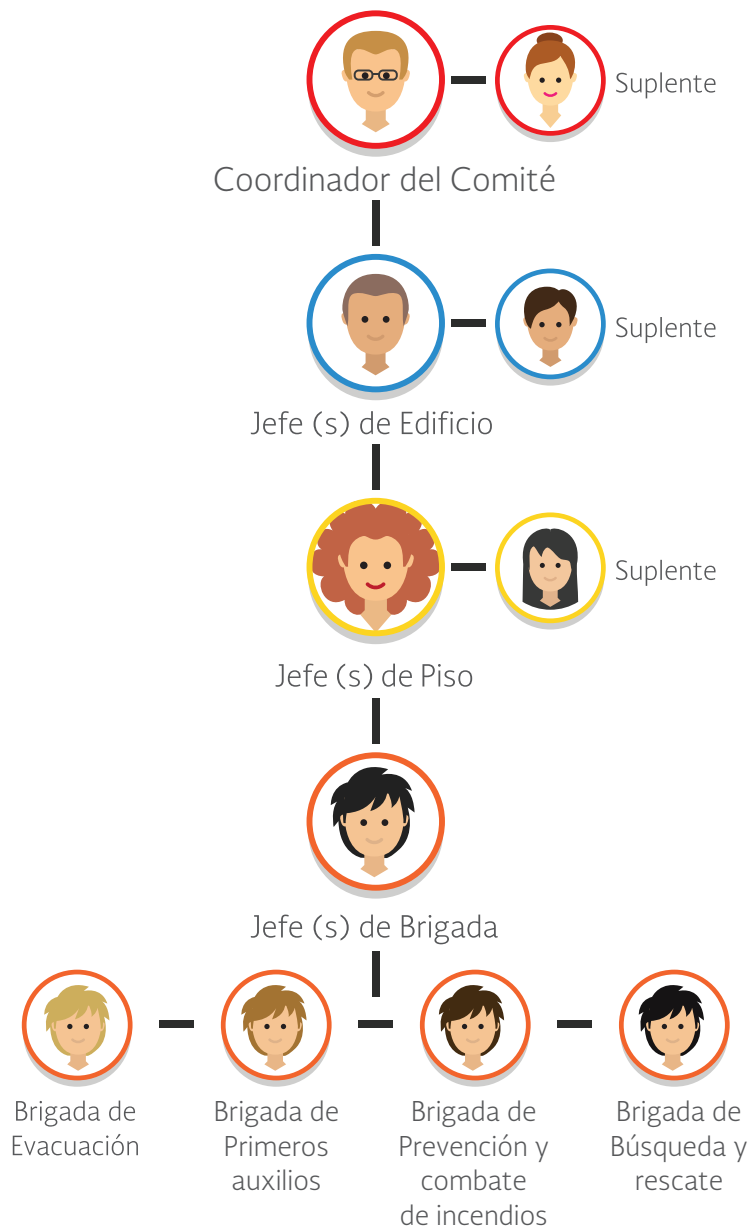 Suplente
Coordinador del Comité
Suplente
Jefe (s) de Edificio
Suplente
Jefe (s) de Piso
Jefe (s) de Brigada
Brigada de
Evacuación
Brigada de
Primeros
auxilios
Brigada de
Prevención y
combate
de incendios
Brigada de
Búsqueda y
rescate